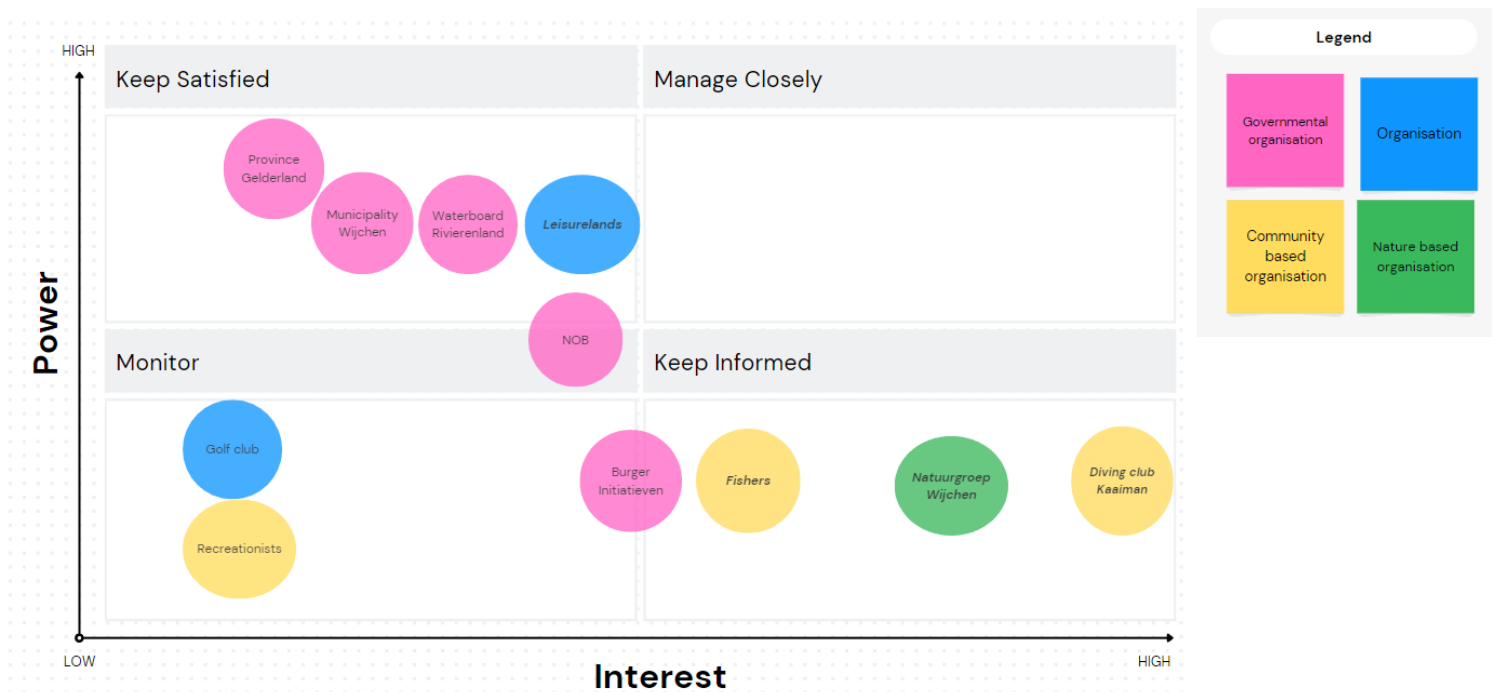 HIGH
Keep Satisfied
Manage Closely
Province
Gelderland
Municipality
Wijchen
Waterboard
Rivierenland
Leisurelands
NOB
Power
Monitor
Keep Informed
Golf club
Recreationists
Burger
Initiatieven
Fishers
Natuurgroep
Wijchen
Diving club
Kaaiman
LOW
Interest
HIGH
Legend
Governmental
organisation
Organisation
Community
based
organisation
Nature based
organisation